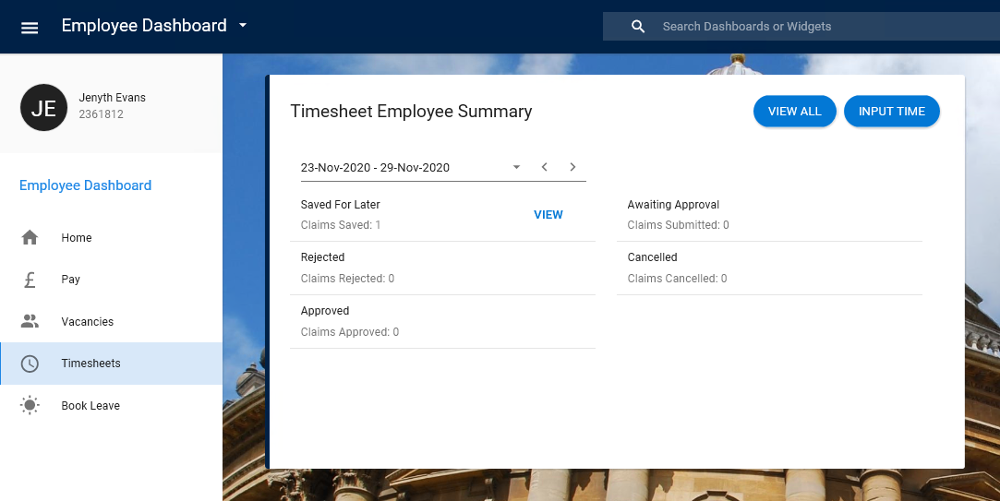 Employee Dashboard
Search Dashboards or Widgets
JE
Jenyth Evans
2361812
Employee Dashboard
Home
Pay
Vacancies
Timesheets
Book Leave
Timesheet Employee Summary
VIEW ALL
INPUT TIME
23-Nov-2020 - 29-Nov-2020
Saved For Later
Claims Saved: 1
VIEW
Awaiting Approval
Claims Submitted: 0
Rejected
Claims Rejected: 0
Cancelled
Claims Cancelled: 0
Approved
Claims Approved: 0